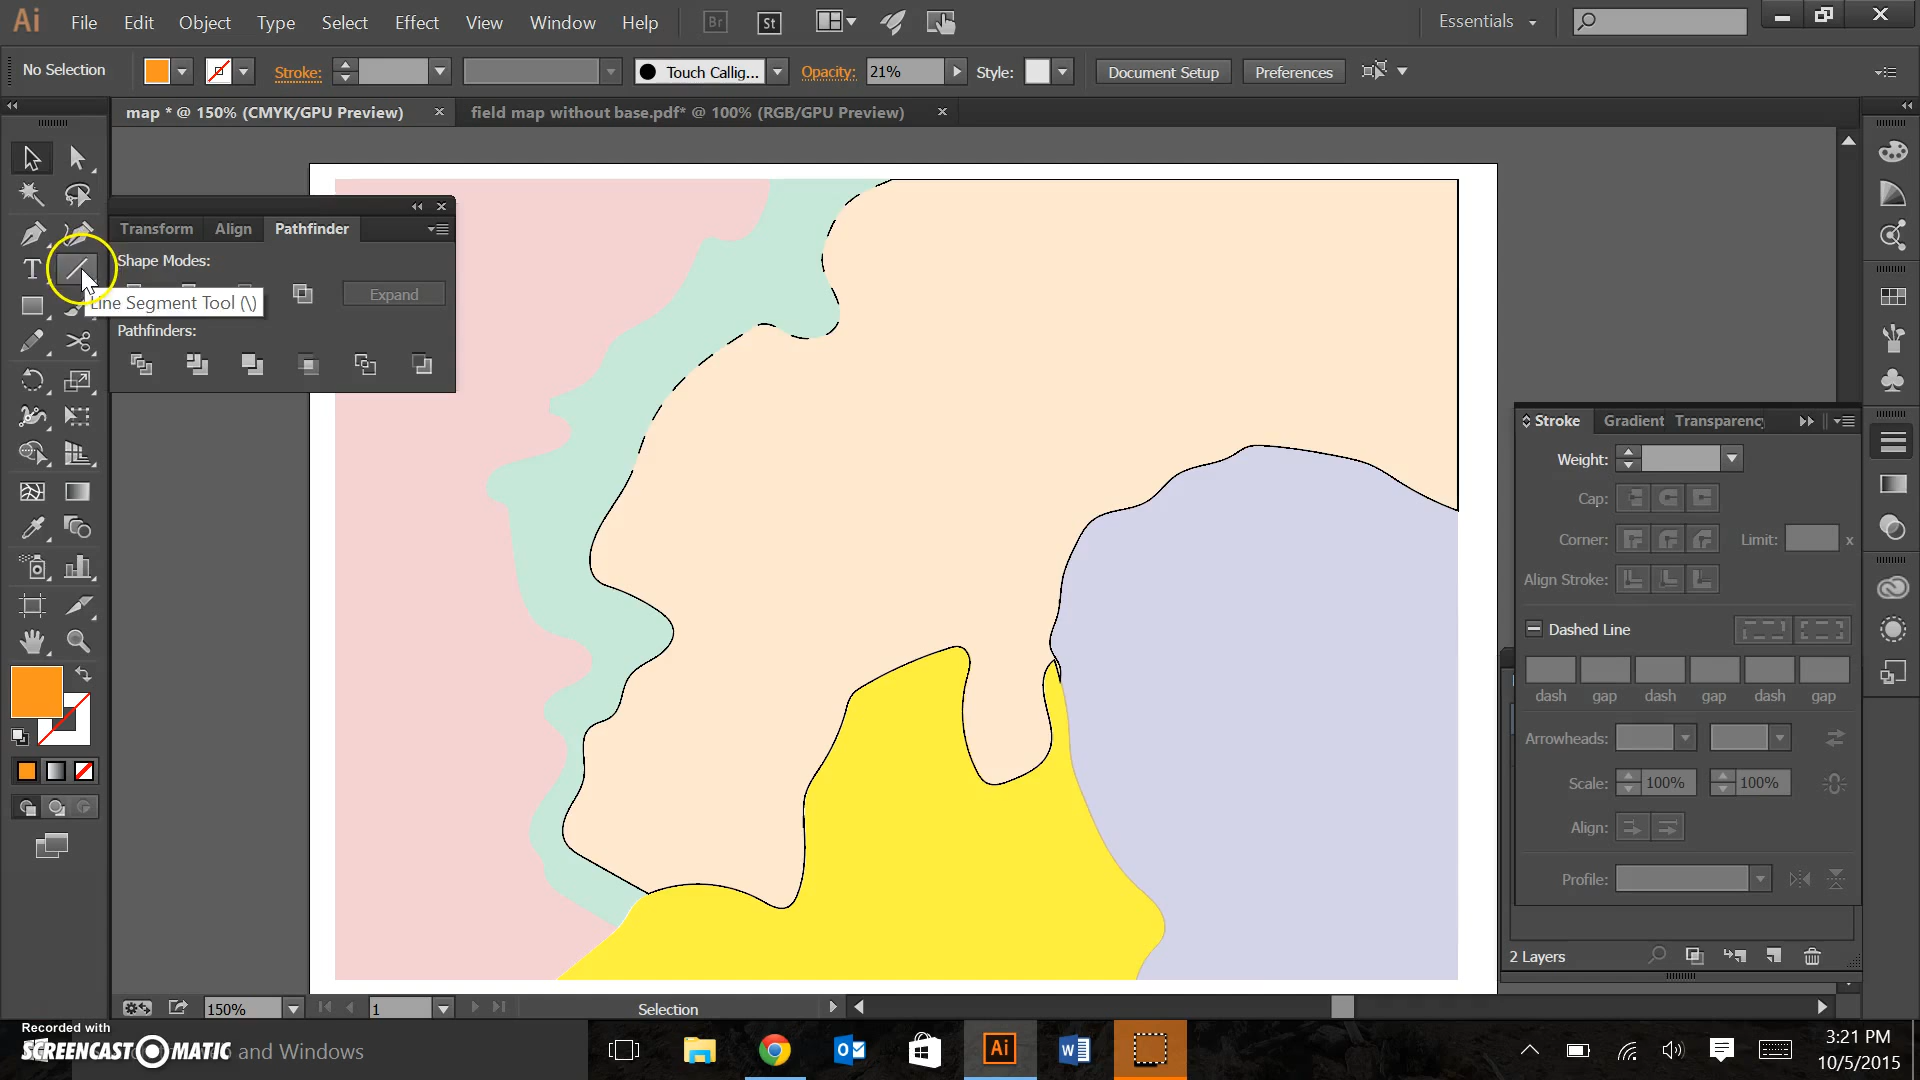 Ai File Edit Object Type Select Effect View Window Help Br St Essentials
No Selection Stroke: Touch Callig... Opacity: 21% Style: Document Setup Preferences
map * @ 150% (CMYK/GPU Preview) × field map without base.pdf* @ 100% (RGB/GPU Preview) ×
Transform Align Pathfinder
Shape Modes:
Expand
Line Segment Tool (\)
Pathfinders:
T
Stroke Gradient Transparency
Weight:
Cap:
Corner: Limit: x
Align Stroke:
Dashed Line
dash gap dash gap dash gap
Arrowheads:
Scale: 100% 100%
Align:
Profile:
2 Layers
150% 1 Selection
Recorded with
SCREENCAST-O-MATIC
and Windows
Ai
3:21 PM
10/5/2015